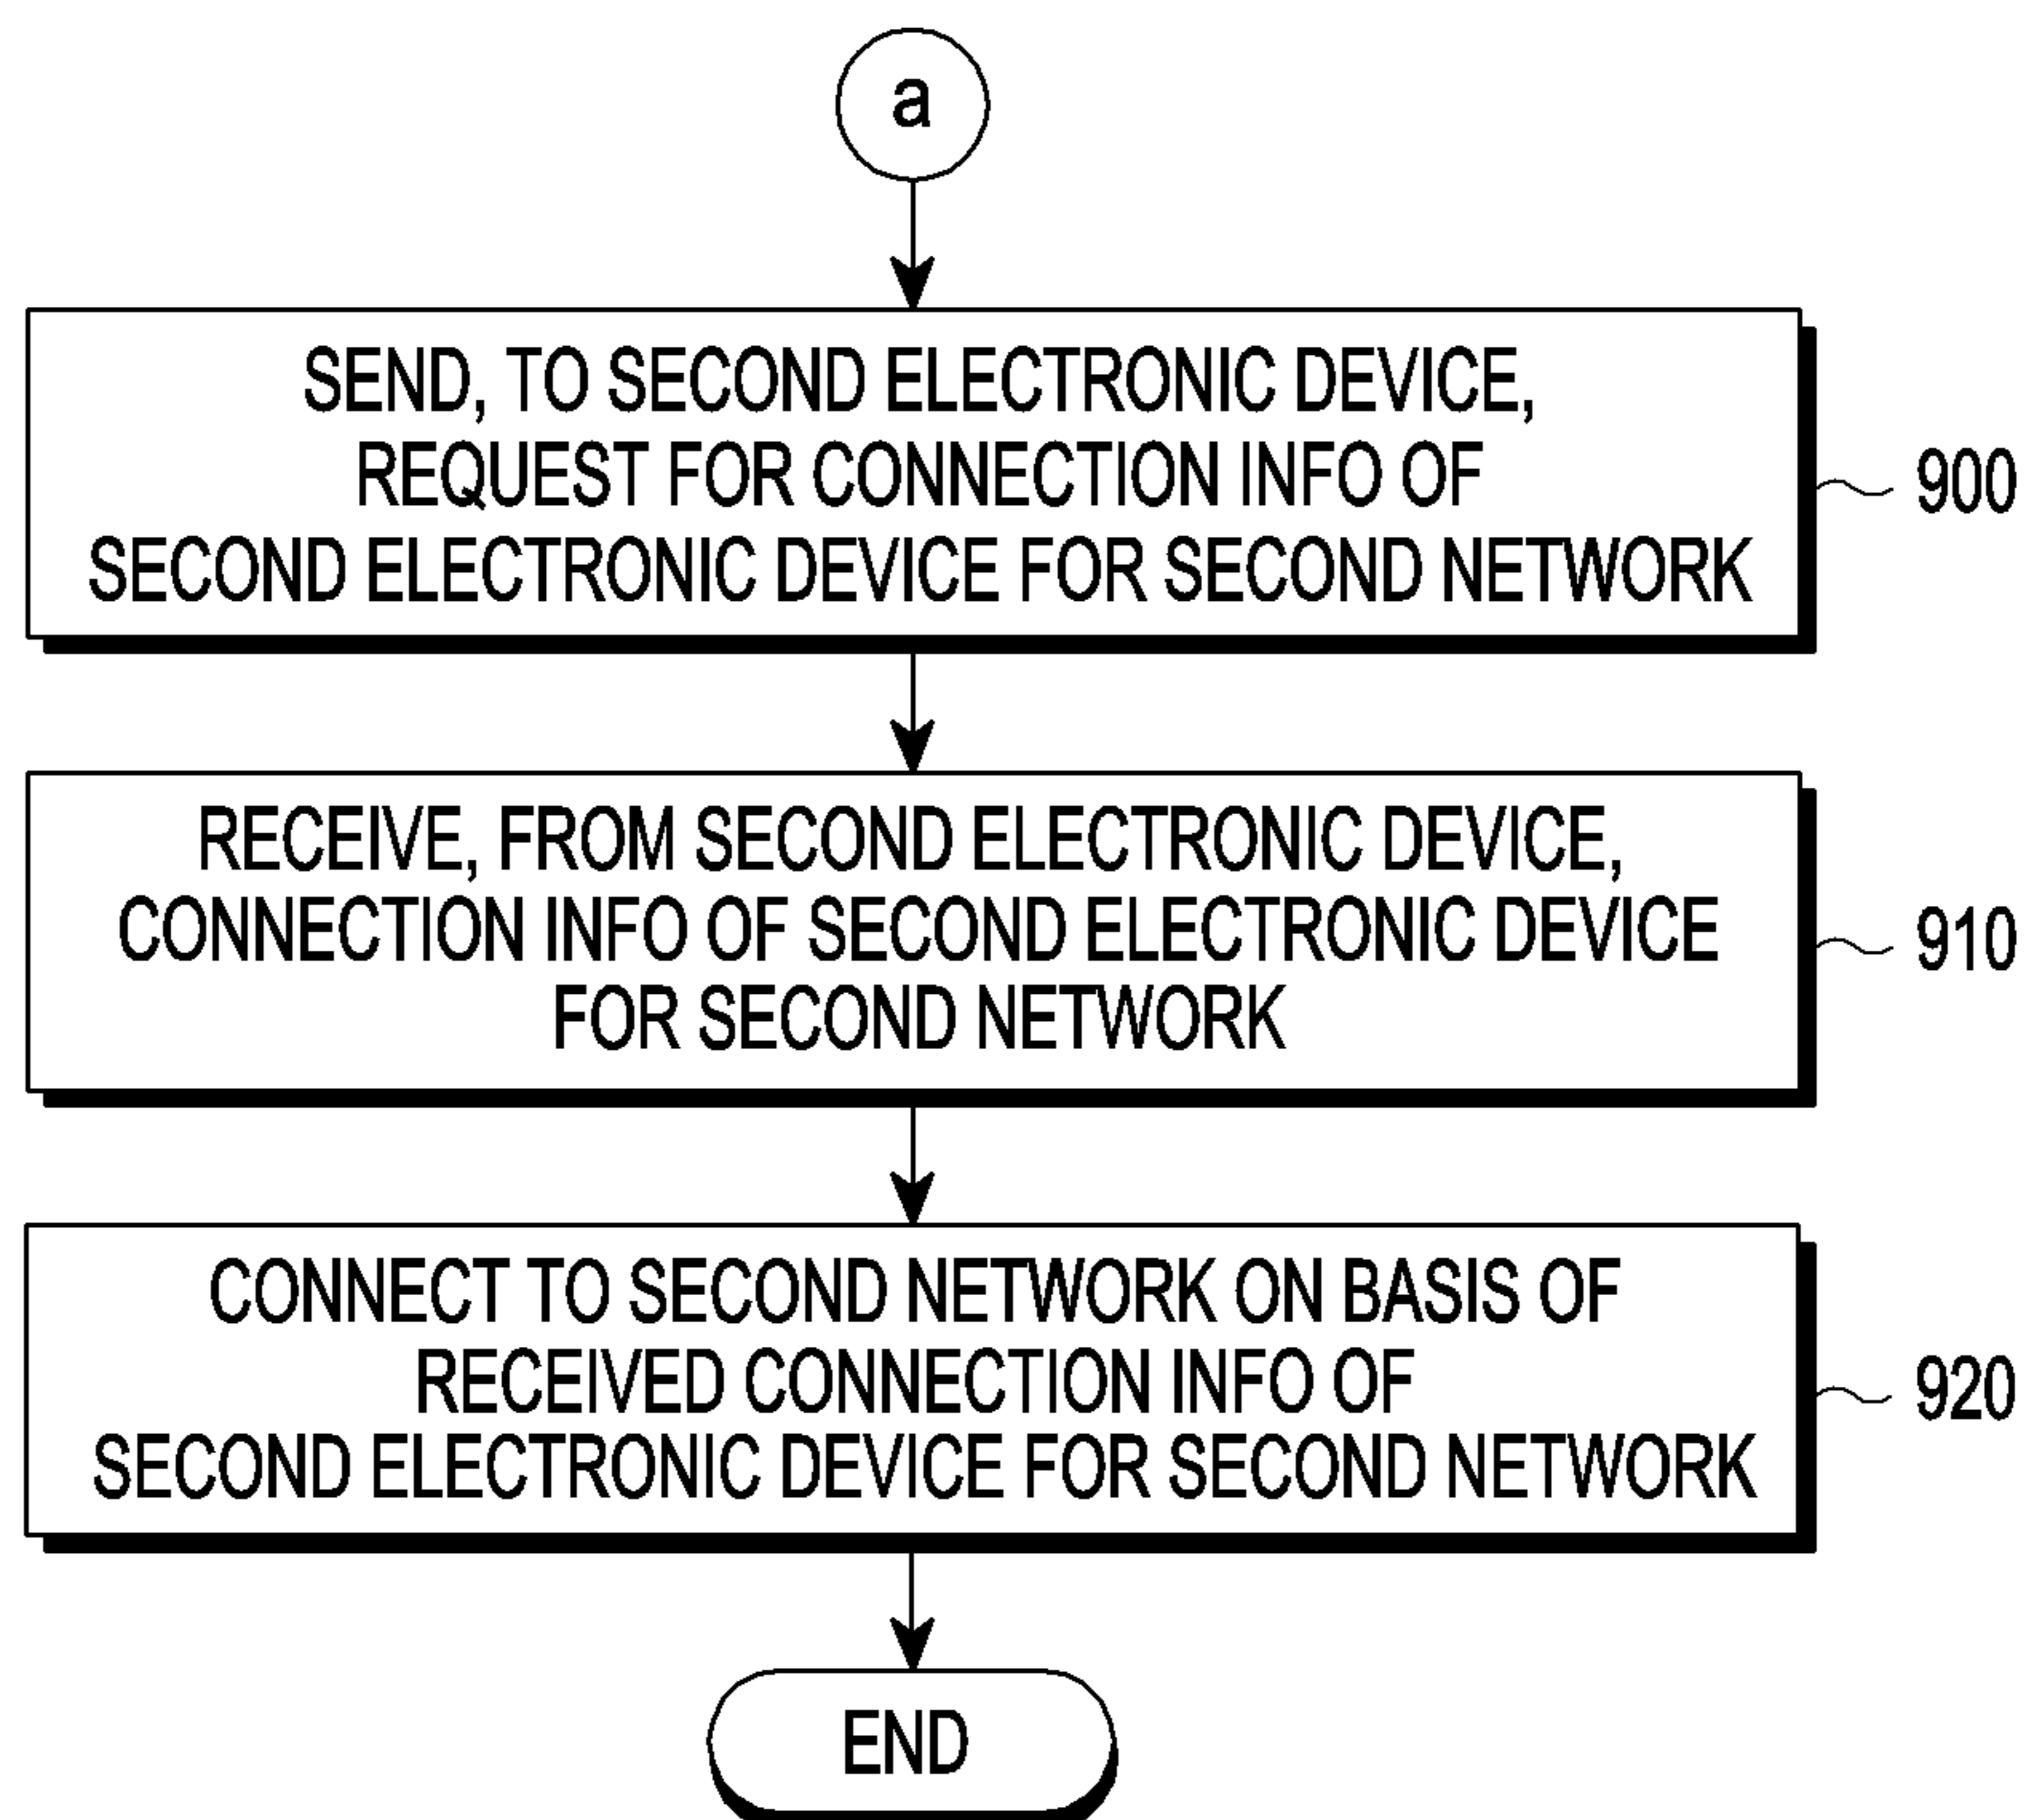 a
SEND, TO SECOND ELECTRONIC DEVICE,
REQUEST FOR CONNECTION INFO OF
SECOND ELECTRONIC DEVICE FOR SECOND NETWORK
900
RECEIVE, FROM SECOND ELECTRONIC DEVICE,
CONNECTION INFO OF SECOND ELECTRONIC DEVICE
FOR SECOND NETWORK
910
CONNECT TO SECOND NETWORK ON BASIS OF
RECEIVED CONNECTION INFO OF
SECOND ELECTRONIC DEVICE FOR SECOND NETWORK
920
END